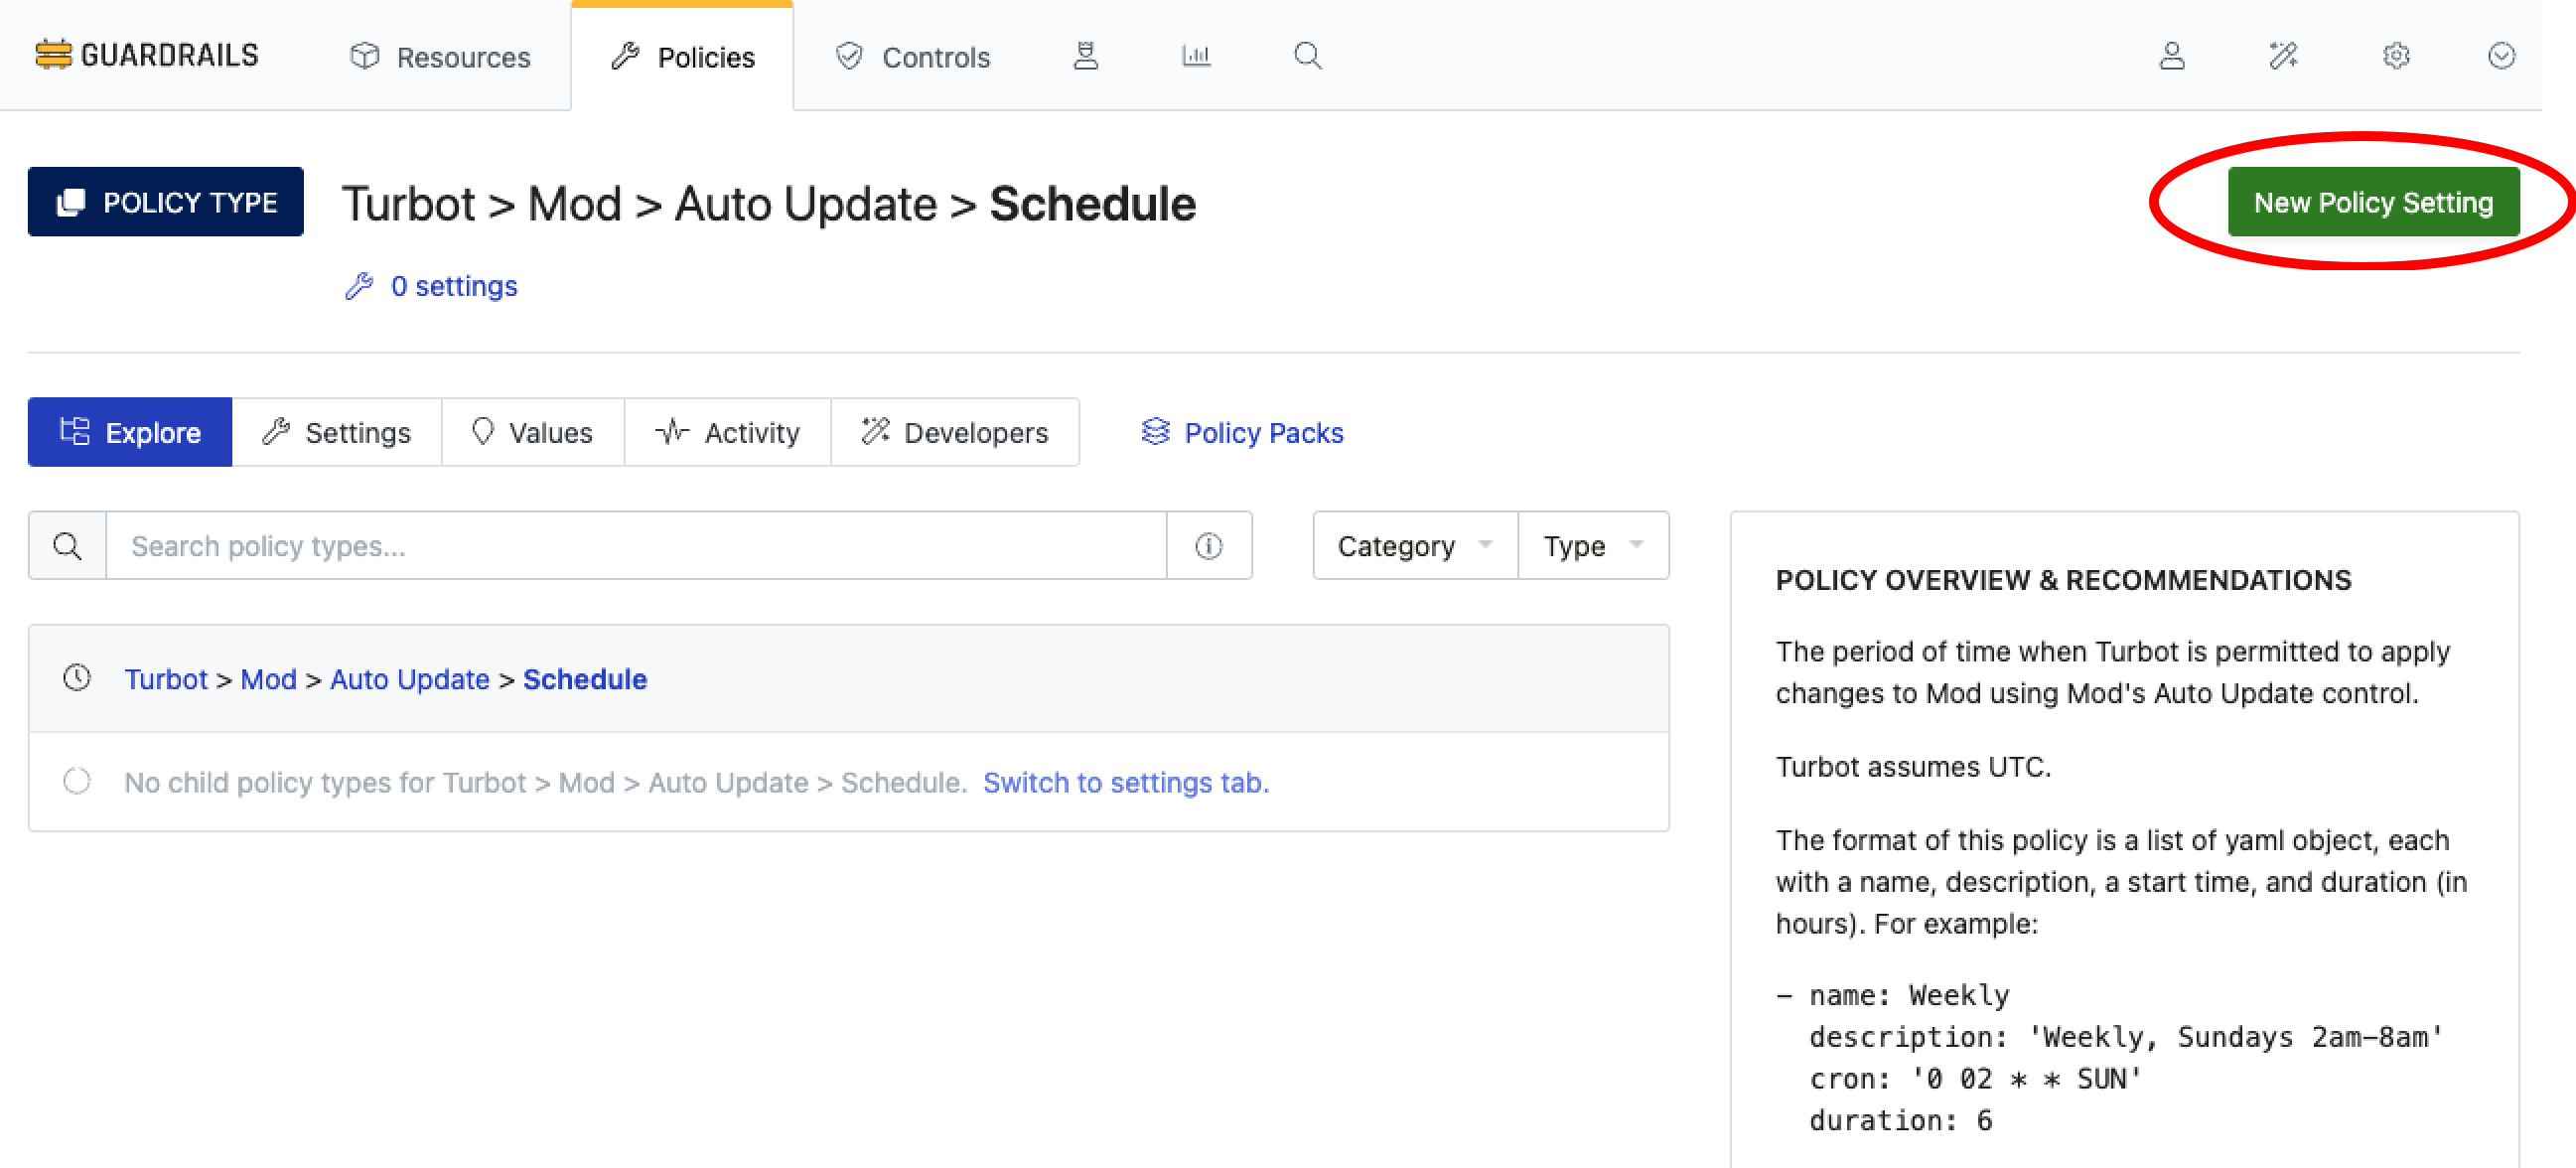 GUARDRAILS Resources Policies Controls
POLICY TYPE Turbot > Mod > Auto Update > Schedule New Policy Setting
0 settings
Explore Settings Values Activity Developers Policy Packs
Search policy types... Category Type
Turbot > Mod > Auto Update > Schedule
No child policy types for Turbot > Mod > Auto Update > Schedule. Switch to settings tab.
POLICY OVERVIEW & RECOMMENDATIONS
The period of time when Turbot is permitted to apply
changes to Mod using Mod's Auto Update control.
Turbot assumes UTC.
The format of this policy is a list of yaml object, each
with a name, description, a start time, and duration (in
hours). For example:
- name: Weekly
description: 'Weekly, Sundays 2am-8am'
cron: '0 02 * * SUN'
duration: 6